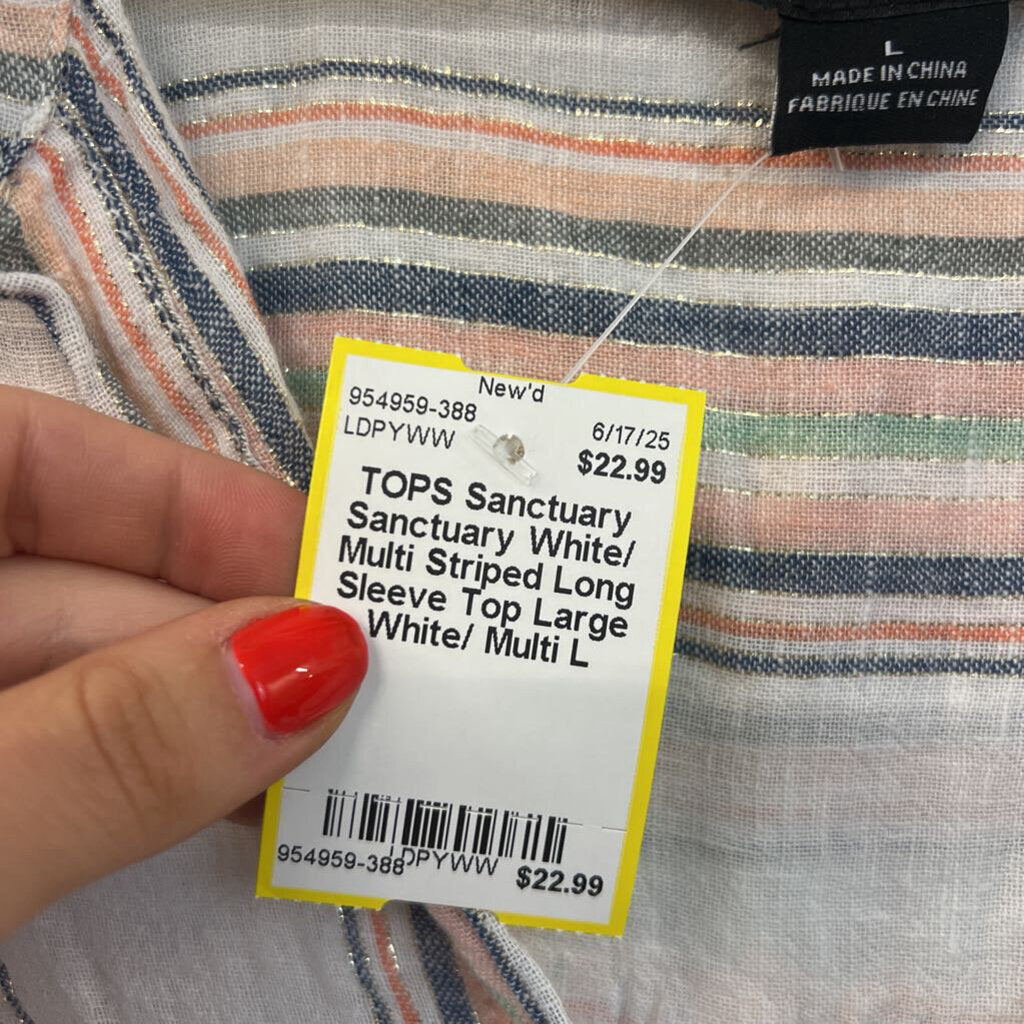 L
MADE IN CHINA
FABRIQUE EN CHINE
New'd
954959-388
LDPYWW
6/17/25
$22.99
TOPS Sanctuary
Sanctuary White/
Multi Striped Long
Sleeve Top Large
White/ Multi L
954959-388
LDPYWW
$22.99